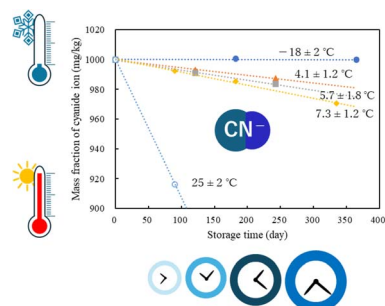 Mass fraction of cyanide ion (mg/kg)
1020
1000
980
960
940
920
900
−18 ± 2 ℃
4.1 ± 1.2 ℃
5.7 ± 1.8 ℃
7.3 ± 1.2 ℃
CN−
25 ± 2 ℃
0 50 100 150 200 250 300 350 400
Storage time (day)